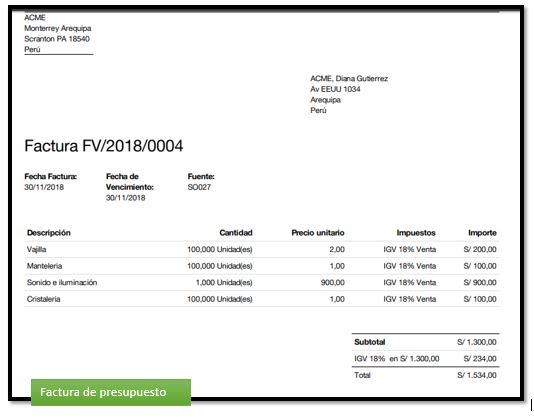 ACME
Monterrey Arequipa
Scranton PA 18540
Perú
ACME, Diana Gutierrez
Av EEUU 1034
Arequipa
Perú
Factura FV/2018/0004
Fecha Factura: Fecha de Vencimiento: Fuente:
30/11/2018 30/11/2018 SO027
Descripción Cantidad Precio unitario Impuestos Importe
Vajilla 100,000 Unidad(es) 2,00 IGV 18% Venta S/ 200,00
Manteleria 100,000 Unidad(es) 1,00 IGV 18% Venta S/ 100,00
Sonido e iluminación 1,000 Unidad(es) 900,00 IGV 18% Venta S/ 900,00
Cristaleria 100,000 Unidad(es) 1,00 IGV 18% Venta S/ 100,00
Subtotal S/ 1.300,00
IGV 18% en S/ 1.300,00 S/ 234,00
Total S/ 1.534,00
Factura de presupuesto